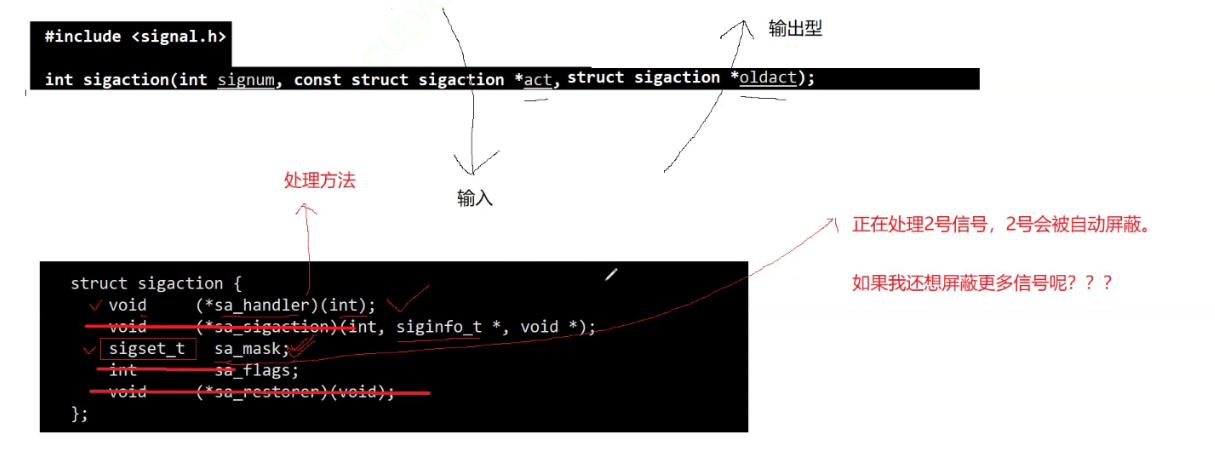 #include <signal.h>
输出型
int sigaction(int signum, const struct sigaction *act, struct sigaction *oldact);
处理方法
输入
正在处理2号信号，2号会被自动屏蔽。
如果我还想屏蔽更多信号呢？？？
struct sigaction {
void (*sa_handler)(int);
void (*sa_sigaction)(int, siginfo_t *, void *);
sigset_t sa_mask;
int sa_flags;
void (*sa_restorer)(void);
};